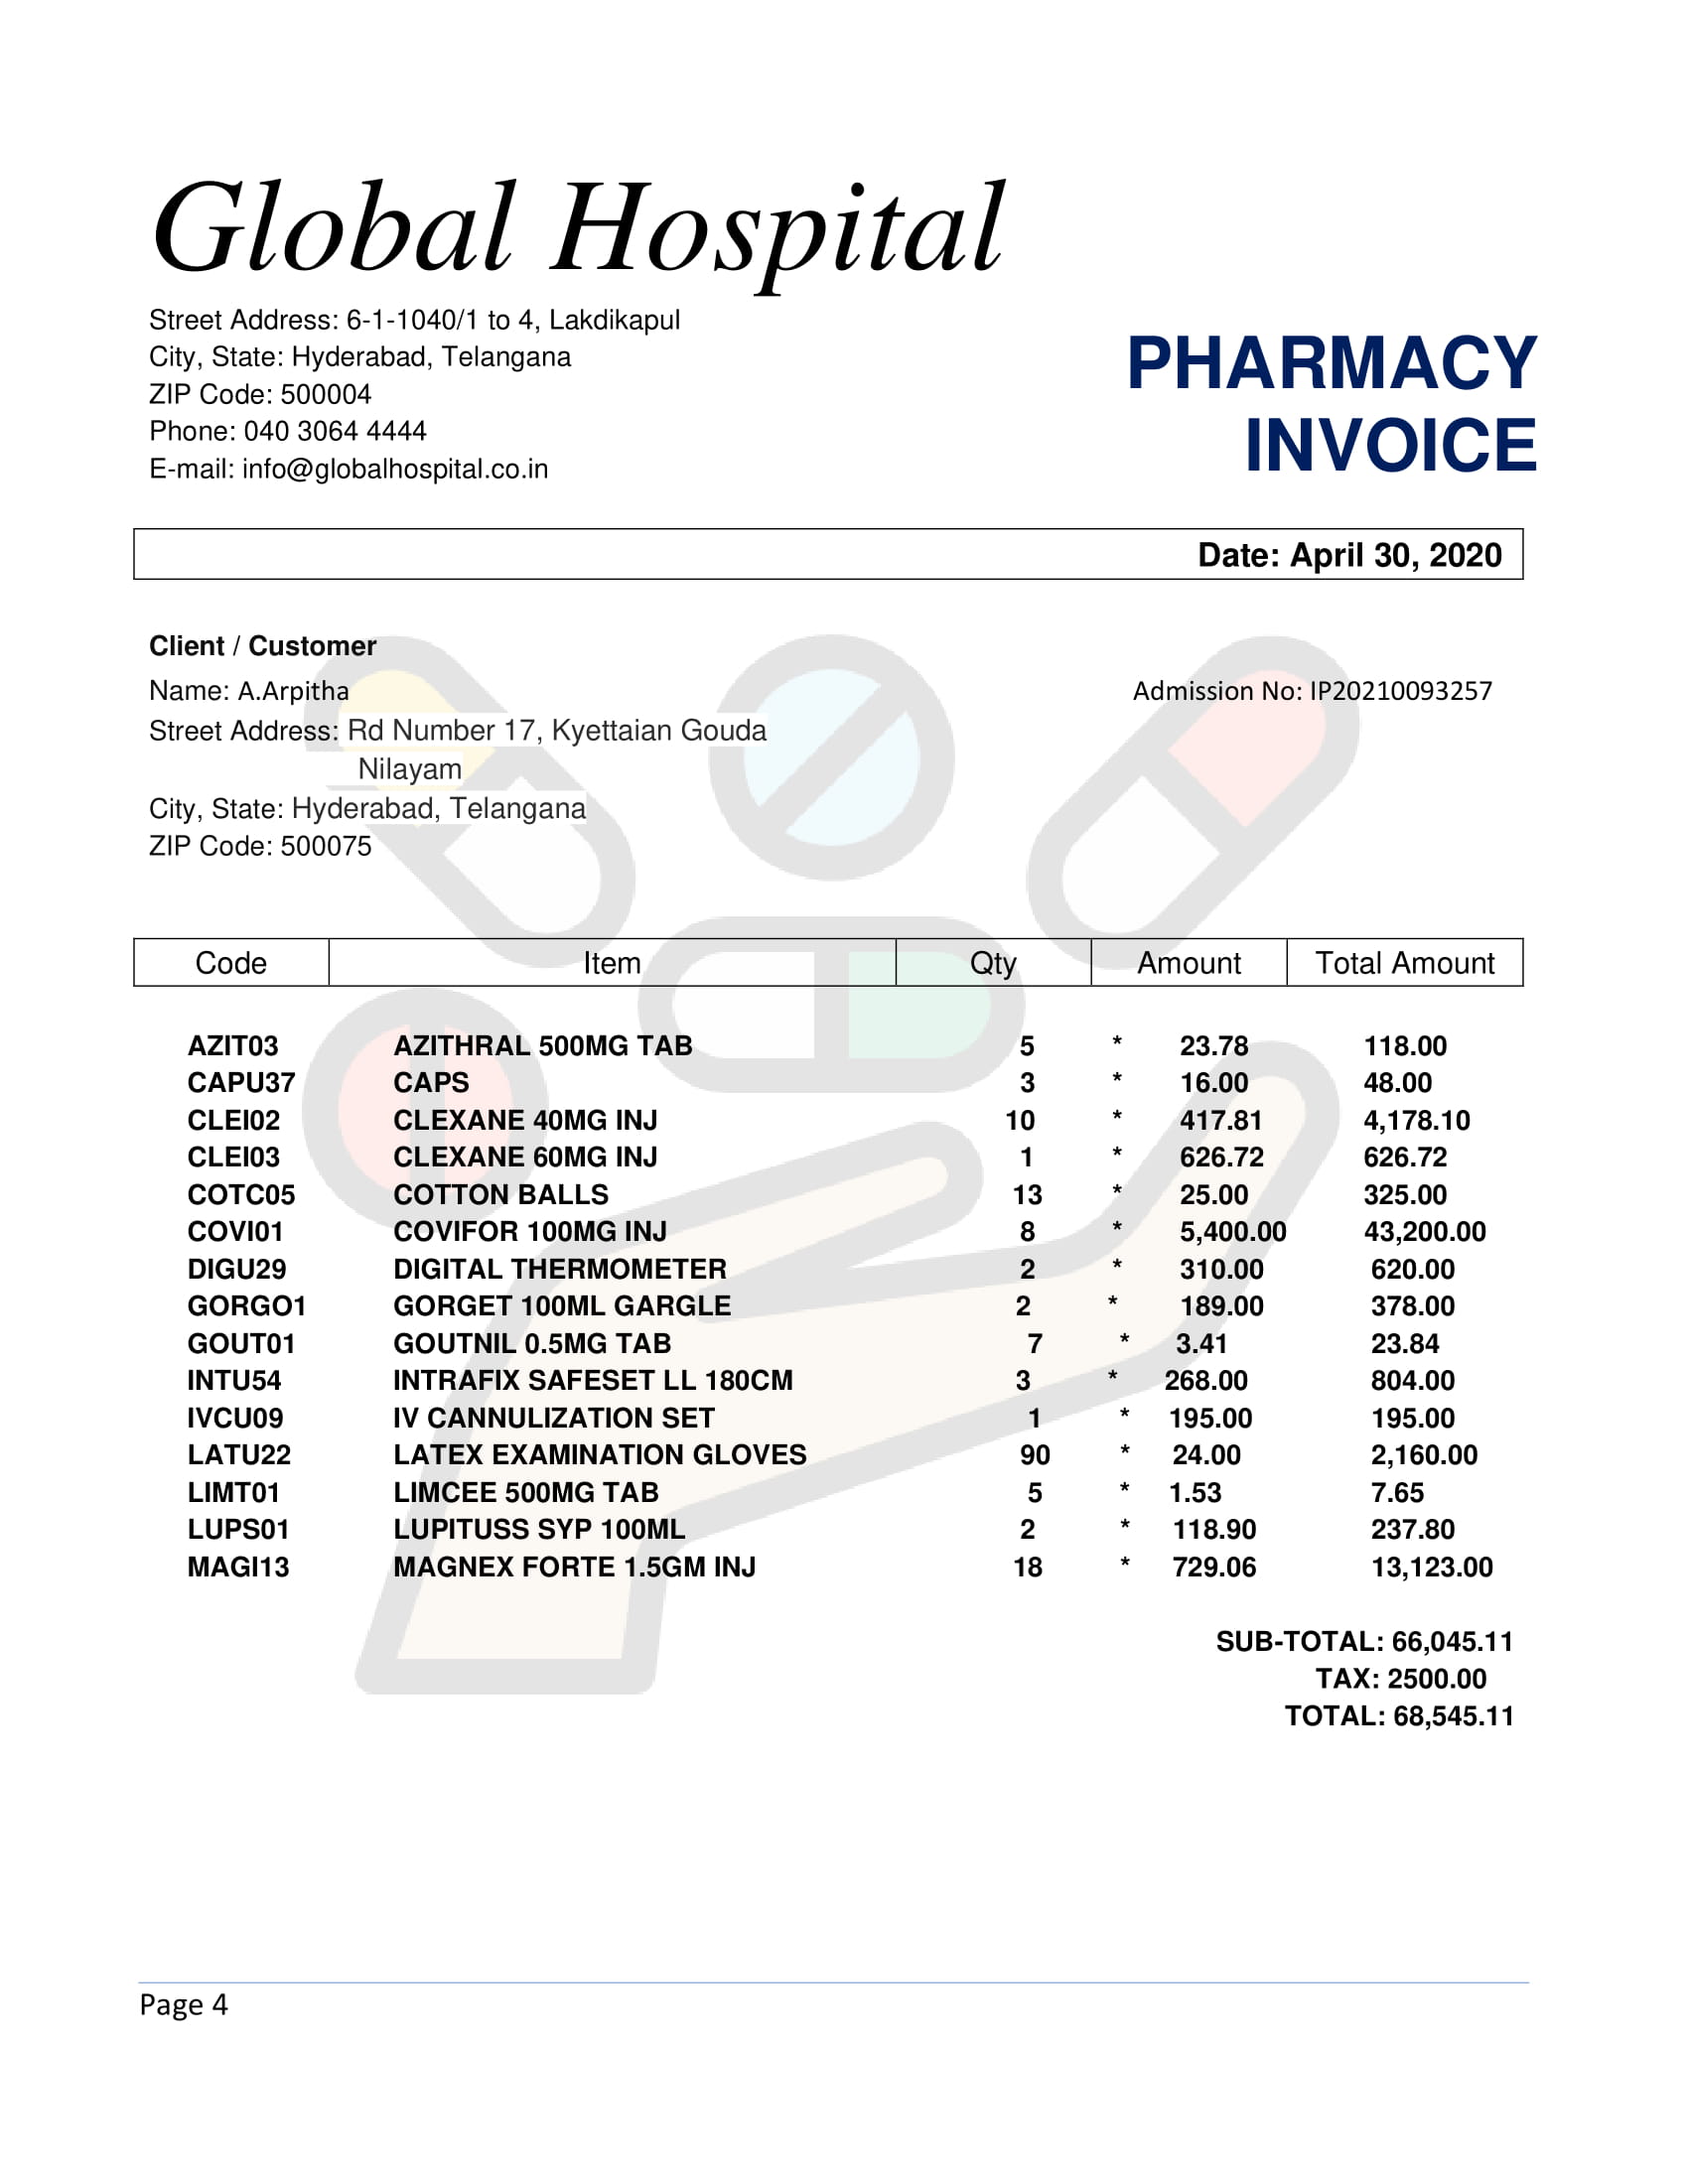 Global Hospital
Street Address: 6-1-1040/1 to 4, Lakdikapul
City, State: Hyderabad, Telangana
ZIP Code: 500004
Phone: 040 3064 4444
E-mail: info@globalhospital.co.in
PHARMACY
INVOICE
Date: April 30, 2020
Client / Customer
Name: A.Arpitha Admission No: IP20210093257
Street Address: Rd Number 17, Kyettaian Gouda
Nilayam
City, State: Hyderabad, Telangana
ZIP Code: 500075
Code Item Qty Amount Total Amount
AZIT03 AZITHRAL 500MG TAB 5 * 23.78 118.00
CAPU37 CAPS 3 * 16.00 48.00
CLEI02 CLEXANE 40MG INJ 10 * 417.81 4,178.10
CLEI03 CLEXANE 60MG INJ 1 * 626.72 626.72
COTC05 COTTON BALLS 13 * 25.00 325.00
COVI01 COVIFOR 100MG INJ 8 * 5,400.00 43,200.00
DIGU29 DIGITAL THERMOMETER 2 * 310.00 620.00
GORGO1 GORGET 100ML GARGLE 2 * 189.00 378.00
GOUT01 GOUTNIL 0.5MG TAB 7 * 3.41 23.84
INTU54 INTRAFIX SAFESET LL 180CM 3 * 268.00 804.00
IVCU09 IV CANNULIZATION SET 1 * 195.00 195.00
LATU22 LATEX EXAMINATION GLOVES 90 * 24.00 2,160.00
LIMT01 LIMCEE 500MG TAB 5 * 1.53 7.65
LUPS01 LUPITUSS SYP 100ML 2 * 118.90 237.80
MAGI13 MAGNEX FORTE 1.5GM INJ 18 * 729.06 13,123.00
SUB-TOTAL: 66,045.11
TAX: 2500.00
TOTAL: 68,545.11
Page 4